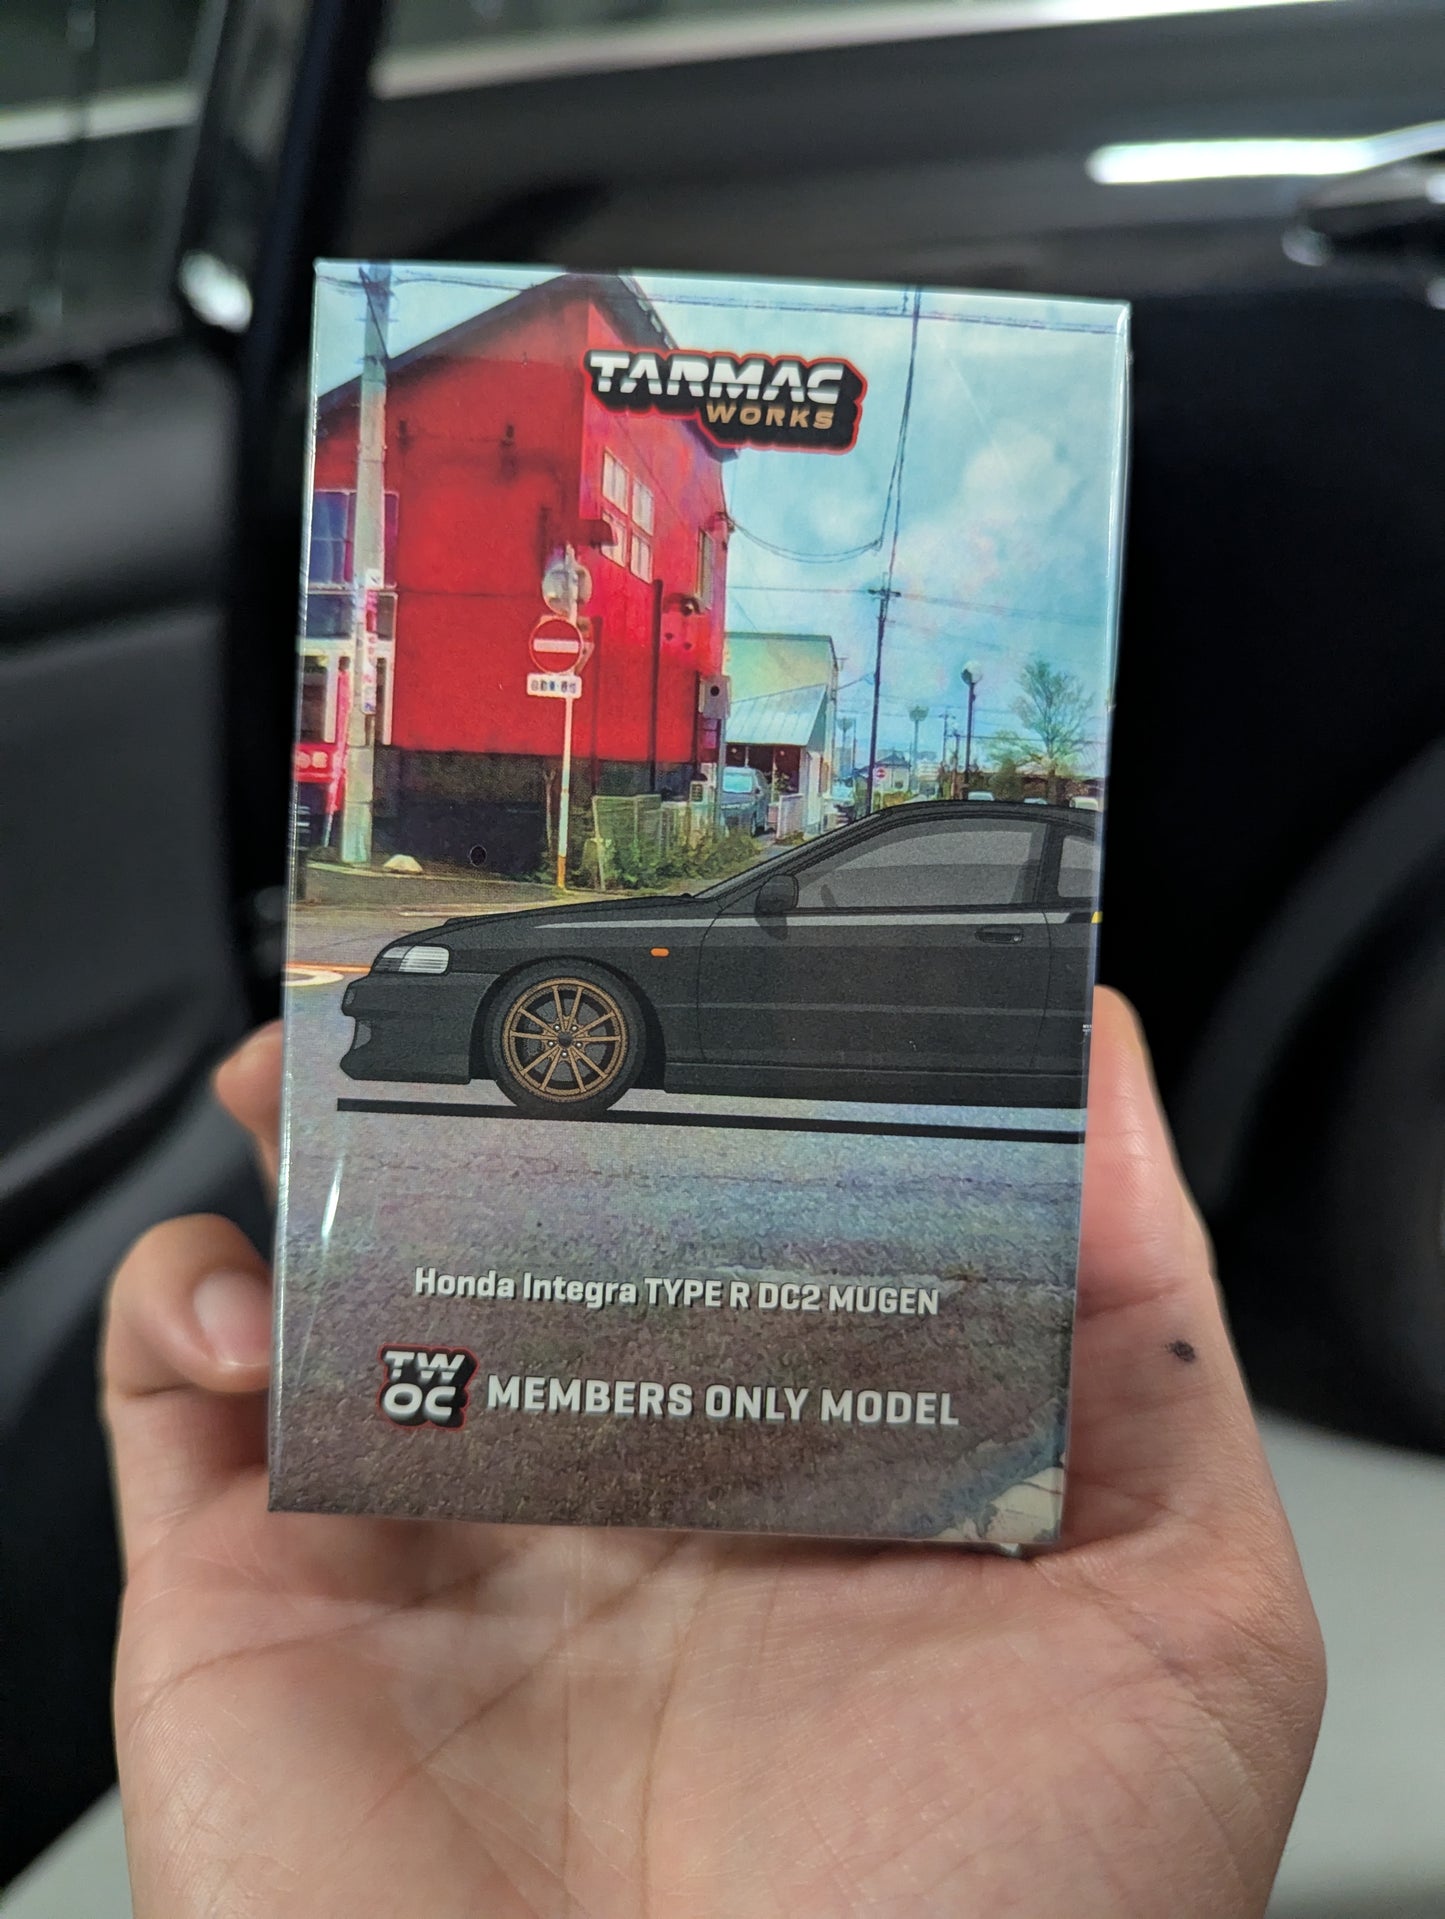 TARMAC
WORKS
Honda Integra TYPE R DC2 MUGEN
TW
OC
MEMBERS ONLY MODEL